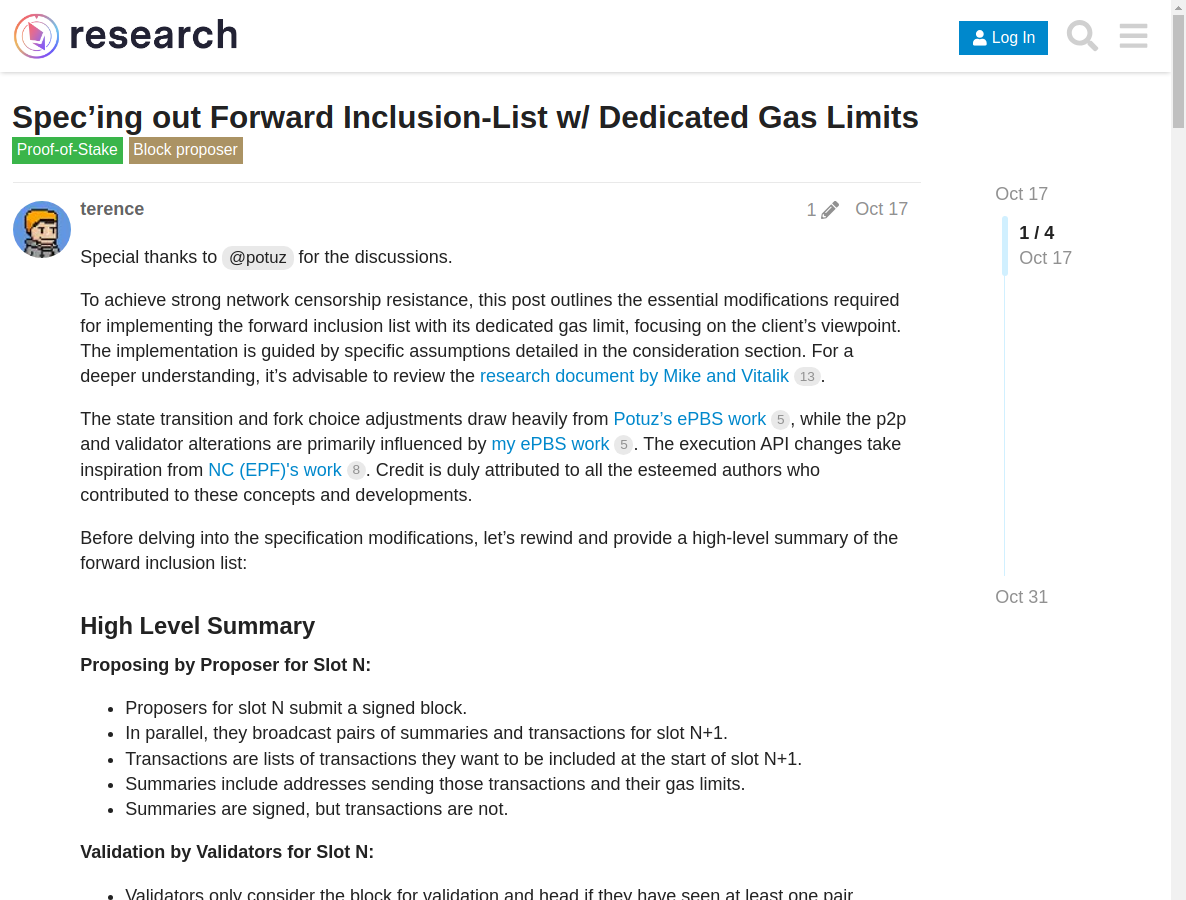 research
Log In
Spec’ing out Forward Inclusion-List w/ Dedicated Gas Limits
Proof-of-Stake Block proposer
terence
1 Oct 17
Oct 17
1 / 4
Oct 17
Special thanks to @potuz for the discussions.
To achieve strong network censorship resistance, this post outlines the essential modifications required
for implementing the forward inclusion list with its dedicated gas limit, focusing on the client’s viewpoint.
The implementation is guided by specific assumptions detailed in the consideration section. For a
deeper understanding, it’s advisable to review the research document by Mike and Vitalik 13.
The state transition and fork choice adjustments draw heavily from Potuz’s ePBS work 5, while the p2p
and validator alterations are primarily influenced by my ePBS work 5. The execution API changes take
inspiration from NC (EPF)'s work 8. Credit is duly attributed to all the esteemed authors who
contributed to these concepts and developments.
Before delving into the specification modifications, let’s rewind and provide a high-level summary of the
forward inclusion list:
Oct 31
High Level Summary
Proposing by Proposer for Slot N:
• Proposers for slot N submit a signed block.
• In parallel, they broadcast pairs of summaries and transactions for slot N+1.
• Transactions are lists of transactions they want to be included at the start of slot N+1.
• Summaries include addresses sending those transactions and their gas limits.
• Summaries are signed, but transactions are not.
Validation by Validators for Slot N:
• Validators only consider the block for validation and head if they have seen at least one pair